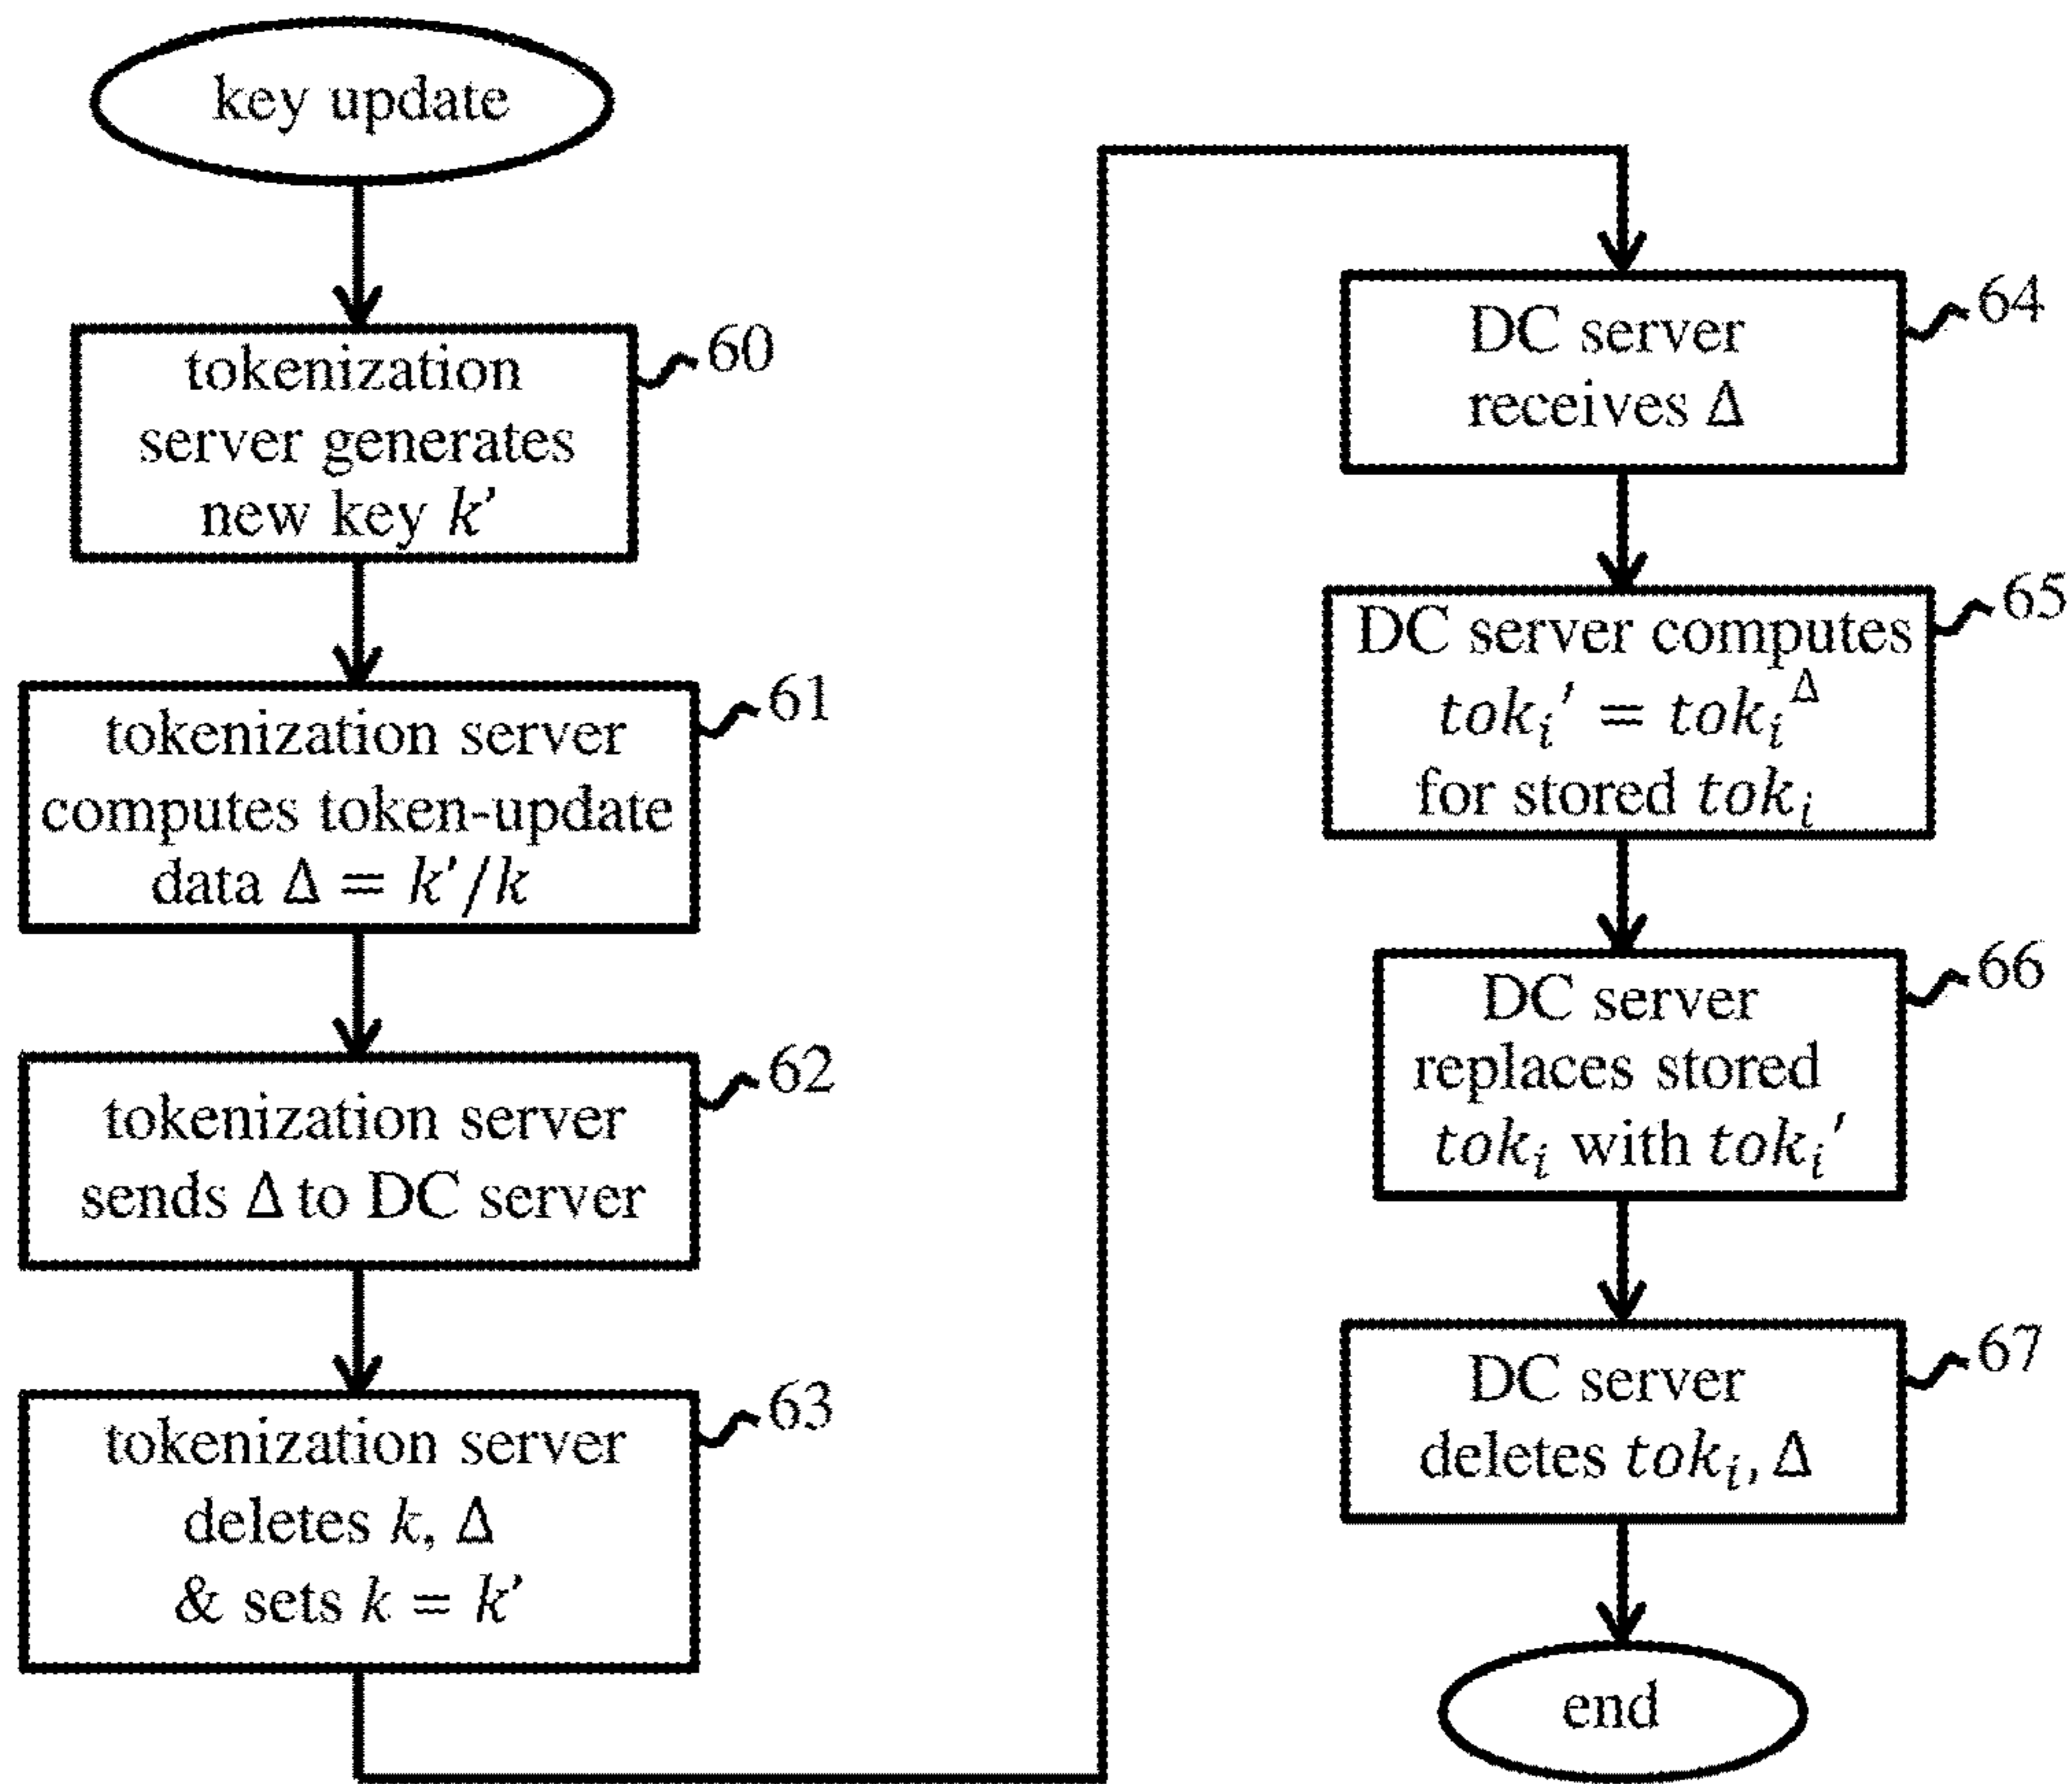 key update
60
tokenization
server generates
new key k'
61
tokenization server
computes token-update
data Δ = k'/k
62
tokenization server
sends Δ to DC server
63
tokenization server
deletes k, Δ
& sets k = k'
64
DC server
receives Δ
65
DC server computes
tokᵢ' = tokᵢ^Δ
for stored tokᵢ
66
DC server
replaces stored
tokᵢ with tokᵢ'
67
DC server
deletes tokᵢ, Δ
end